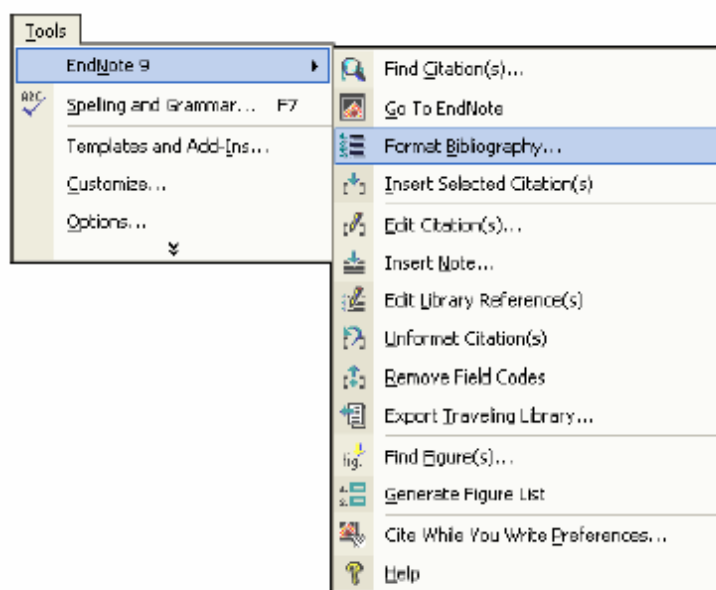 Tools
EndNote 9
ABC
Spelling and Grammar... F7
Templates and Add-Ins...
Customize...
Options...
Find Citation(s)...
Go To EndNote
Format Bibliography...
Insert Selected Citation(s)
Edit Citation(s)...
Insert Note...
Edit Library Reference(s)
Unformat Citation(s)
Remove Field Codes
Export Traveling Library...
fig.
Find Figure(s)...
Generate Figure List
Cite While You Write Preferences...
Help